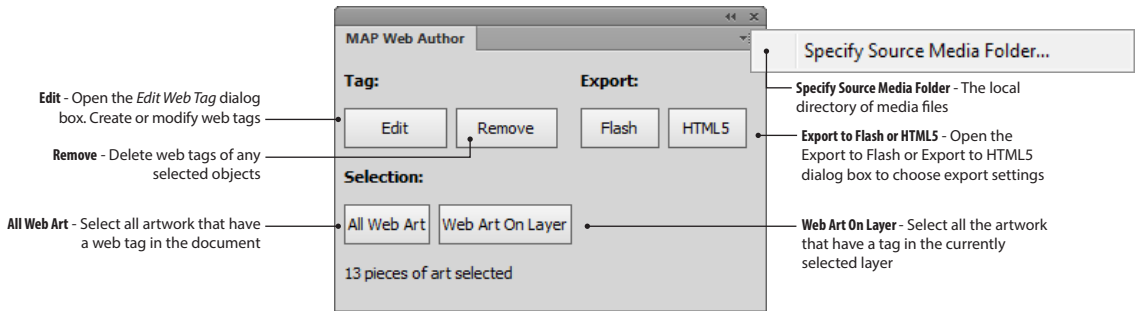 MAP Web Author
Specify Source Media Folder...
Tag:
Export:
Edit
Remove
Flash
HTML5
Selection:
All Web Art
Web Art On Layer
13 pieces of art selected
Edit - Open the Edit Web Tag dialog
box. Create or modify web tags
Remove - Delete web tags of any
selected objects
All Web Art - Select all artwork that have
a web tag in the document
Specify Source Media Folder - The local
directory of media files
Export to Flash or HTML5 - Open the
Export to Flash or Export to HTML5
dialog box to choose export settings
Web Art On Layer - Select all the artwork
that have a tag in the currently
selected layer